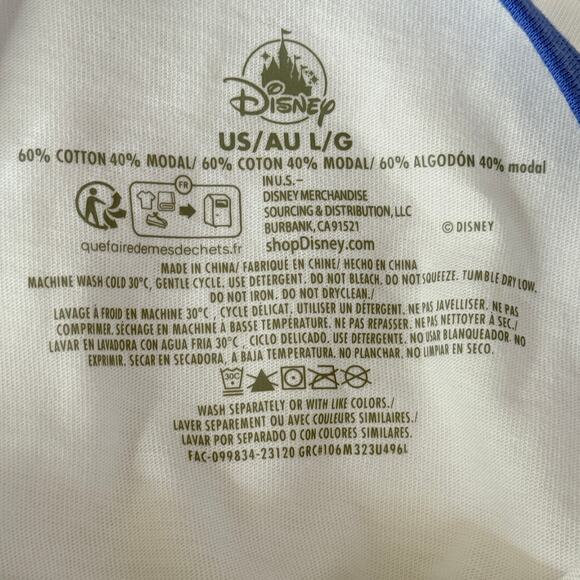 Disney
US/AU L/G
60% COTTON 40% MODAL/ 60% COTON 40% MODAL/ 60% ALGODÓN 40% modal
FR
quefairedemesdechets.fr
IN U.S. –
DISNEY MERCHANDISE
SOURCING & DISTRIBUTION, LLC
BURBANK, CA 91521
shopDisney.com
© DISNEY
MADE IN CHINA/ FABRIQUÉ EN CHINE/ HECHO EN CHINA
MACHINE WASH COLD 30°C, GENTLE CYCLE. USE DETERGENT. DO NOT BLEACH. DO NOT SQUEEZE. TUMBLE DRY LOW.
DO NOT IRON. DO NOT DRYCLEAN./
LAVAGE À FROID EN MACHINE 30°C, CYCLE DÉLICAT. UTILISER UN DÉTERGENT. NE PAS JAVELLISER. NE PAS
COMPRIMER. SÉCHAGE EN MACHINE À BASSE TEMPÉRATURE. NE PAS REPASSER. NE PAS NETTOYER À SEC./
LAVAR EN LAVADORA CON AGUA FRIA 30°C, CICLO DELICADO. USE DETERGENTE. NO USAR BLANQUEADOR. NO
EXPRIMIR. SECAR EN SECADORA, A BAJA TEMPERATURA. NO PLANCHAR. NO LIMPIAR EN SECO.
30C
WASH SEPARATELY OR WITH LIKE COLORS./
LAVER SEPAREMENT OU AVEC COULEURS SIMILAIRES./
LAVAR POR SEPARADO O CON COLORES SIMILARES.
FAC-099834-23120 GRC#106M323U496L